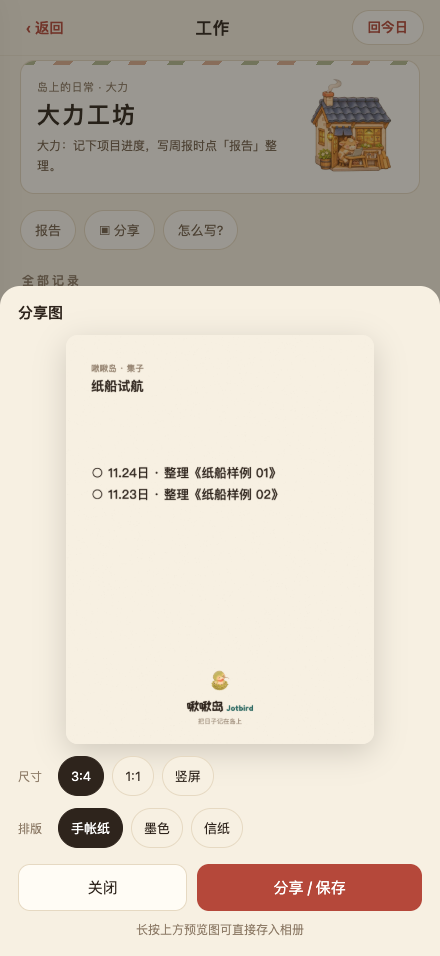 ‹ 返回
工作
回今日
岛上的日常 · 大力
大力工坊
大力：记下项目进度，写周报时点「报告」整
理。
报告
▣ 分享
怎么写?
全部记录
分享图
啾啾岛 · 集子
纸船试航
○ 11.24日 · 整理《纸船样例 01》
○ 11.23日 · 整理《纸船样例 02》
啾啾岛 Jotbird
把日子记在岛上
尺寸
3:4
1:1
竖屏
排版
手帐纸
墨色
信纸
关闭
分享 / 保存
长按上方预览图可直接存入相册